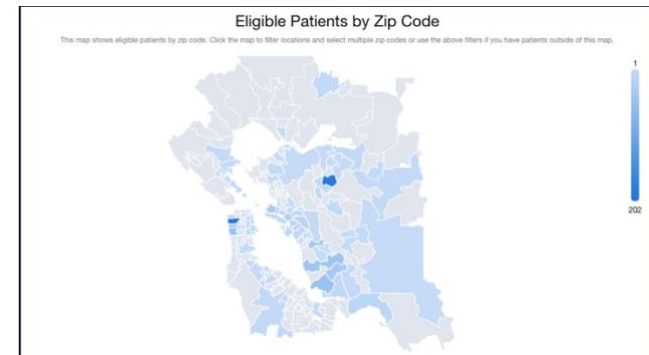 Eligible Patients by Zip Code
This map shows eligible patients by zip code. Click the map to filter locations and select multiple zip codes or use the above filters if you have patients outside of this map.
1
202